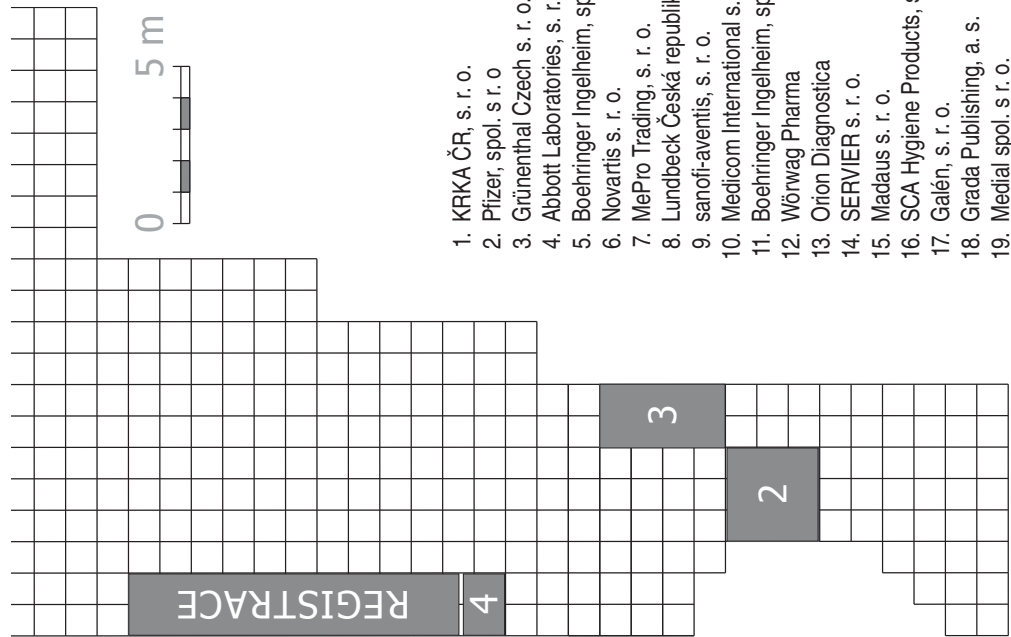 0 5 m
REGISTRACE
4
3
2
1. KRKA ČR, s. r. o.
2. Pfizer, spol. s r. o
3. Grünenthal Czech s. r. o.
4. Abbott Laboratories, s. r.
5. Boehringer Ingelheim, sp
6. Novartis s. r. o.
7. MePro Trading, s. r. o.
8. Lundbeck Česká republik
9. sanofi-aventis, s. r. o.
10. Medicom International s.
11. Boehringer Ingelheim, sp
12. Wörwag Pharma
13. Orion Diagnostica
14. SERVIER s. r. o.
15. Madaus s. r. o.
16. SCA Hygiene Products, s
17. Galén, s. r. o.
18. Grada Publishing, a. s.
19. Medial spol. s r. o.